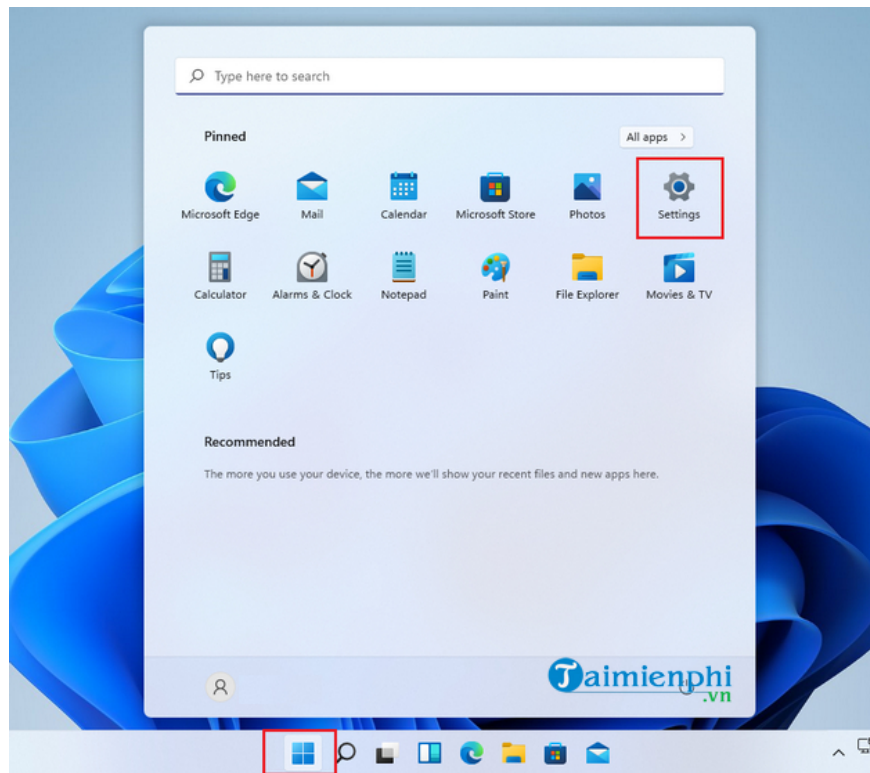 Type here to search
Pinned
All apps >
Microsoft Edge Mail Calendar Microsoft Store Photos Settings
Calculator Alarms & Clock Notepad Paint File Explorer Movies & TV
Tips
Recommended
The more you use your device, the more we'll show your recent files and new apps here.
Taimienphi
.vn